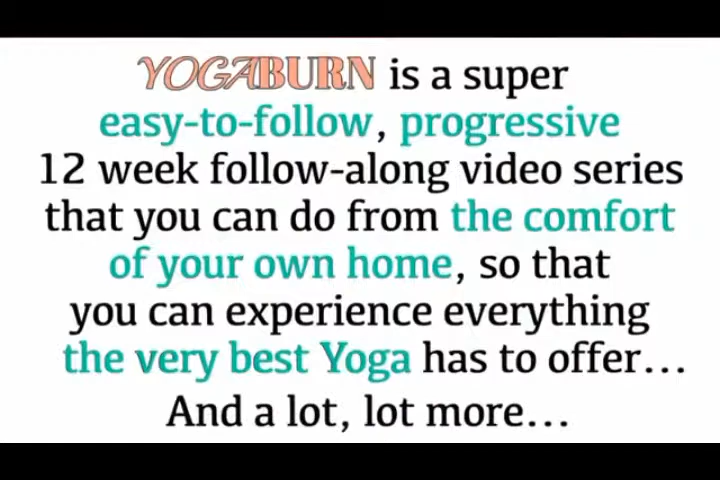 YOGABURN is a super
easy-to-follow, progressive
12 week follow-along video series
that you can do from the comfort
of your own home, so that
you can experience everything
the very best Yoga has to offer...
And a lot, lot more...